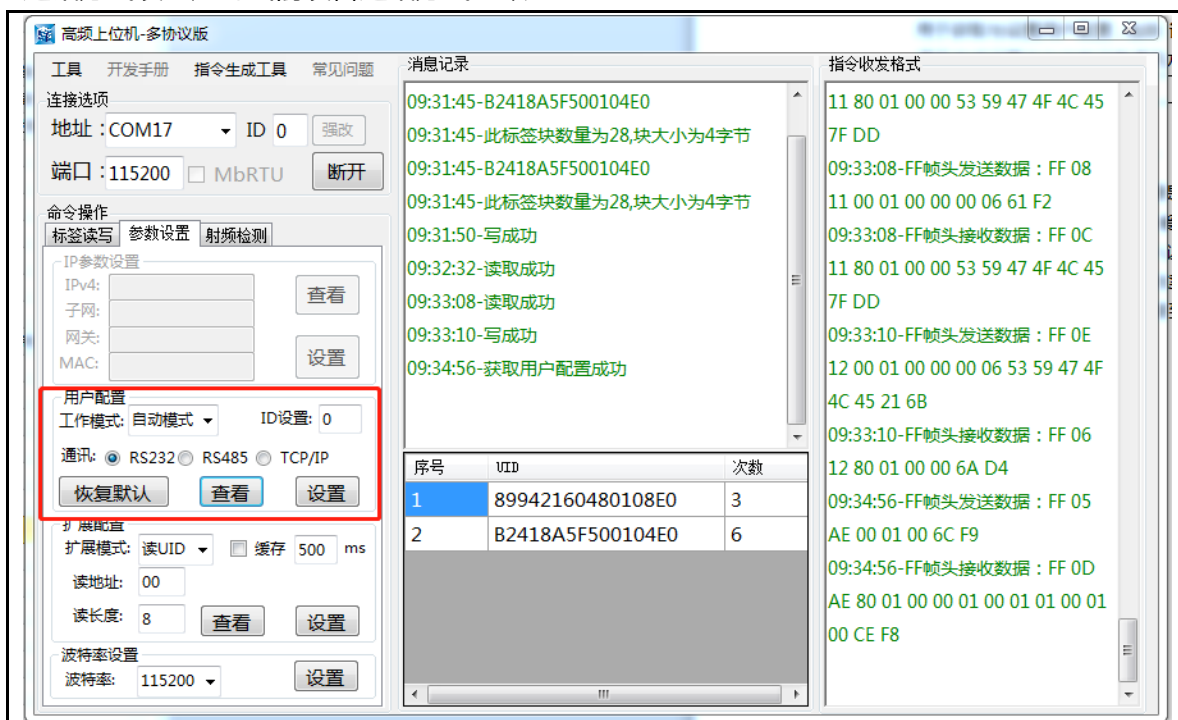 高频上位机-多协议版
工具 开发手册 指令生成工具 常见问题
连接选项
地址：COM17 ID 0 强改
端口：115200 MbRTU 断开
命令操作
标签读写 参数设置 射频检测
IP参数设置
IPv4:
查看
子网:
网关:
MAC:
设置
用户配置
工作模式: 自动模式 ID设置: 0
通讯: RS232 RS485 TCP/IP
恢复默认 查看 设置
扩展配置
扩展模式: 读UID 缓存 500 ms
读地址: 00
读长度: 8 查看 设置
波特率设置
波特率: 115200 设置
消息记录
09:31:45-B2418A5F500104E0
09:31:45-此标签块数量为28,块大小为4字节
09:31:45-B2418A5F500104E0
09:31:45-此标签块数量为28,块大小为4字节
09:31:50-写成功
09:32:32-读取成功
09:33:08-读取成功
09:33:10-写成功
09:34:56-获取用户配置成功
序号 UID 次数
1 89942160480108E0 3
2 B2418A5F500104E0 6
指令收发格式
11 80 01 00 00 53 59 47 4F 4C 45
7F DD
09:33:08-FF帧头发送数据：FF 08
11 00 01 00 00 00 06 61 F2
09:33:08-FF帧头接收数据：FF 0C
11 80 01 00 00 53 59 47 4F 4C 45
7F DD
09:33:10-FF帧头发送数据：FF 0E
12 00 01 00 00 00 06 53 59 47 4F
4C 45 21 6B
09:33:10-FF帧头接收数据：FF 06
12 80 01 00 00 6A D4
09:34:56-FF帧头发送数据：FF 05
AE 00 01 00 6C F9
09:34:56-FF帧头接收数据：FF 0D
AE 80 01 00 00 01 00 01 01 00 01
00 CE F8